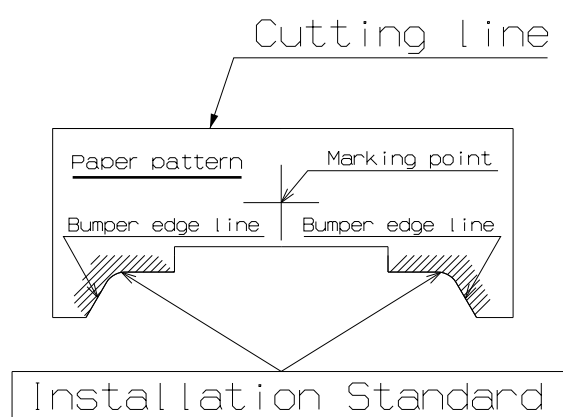 Cutting line
Paper pattern
Marking point
Bumper edge line
Bumper edge line
Installation Standard